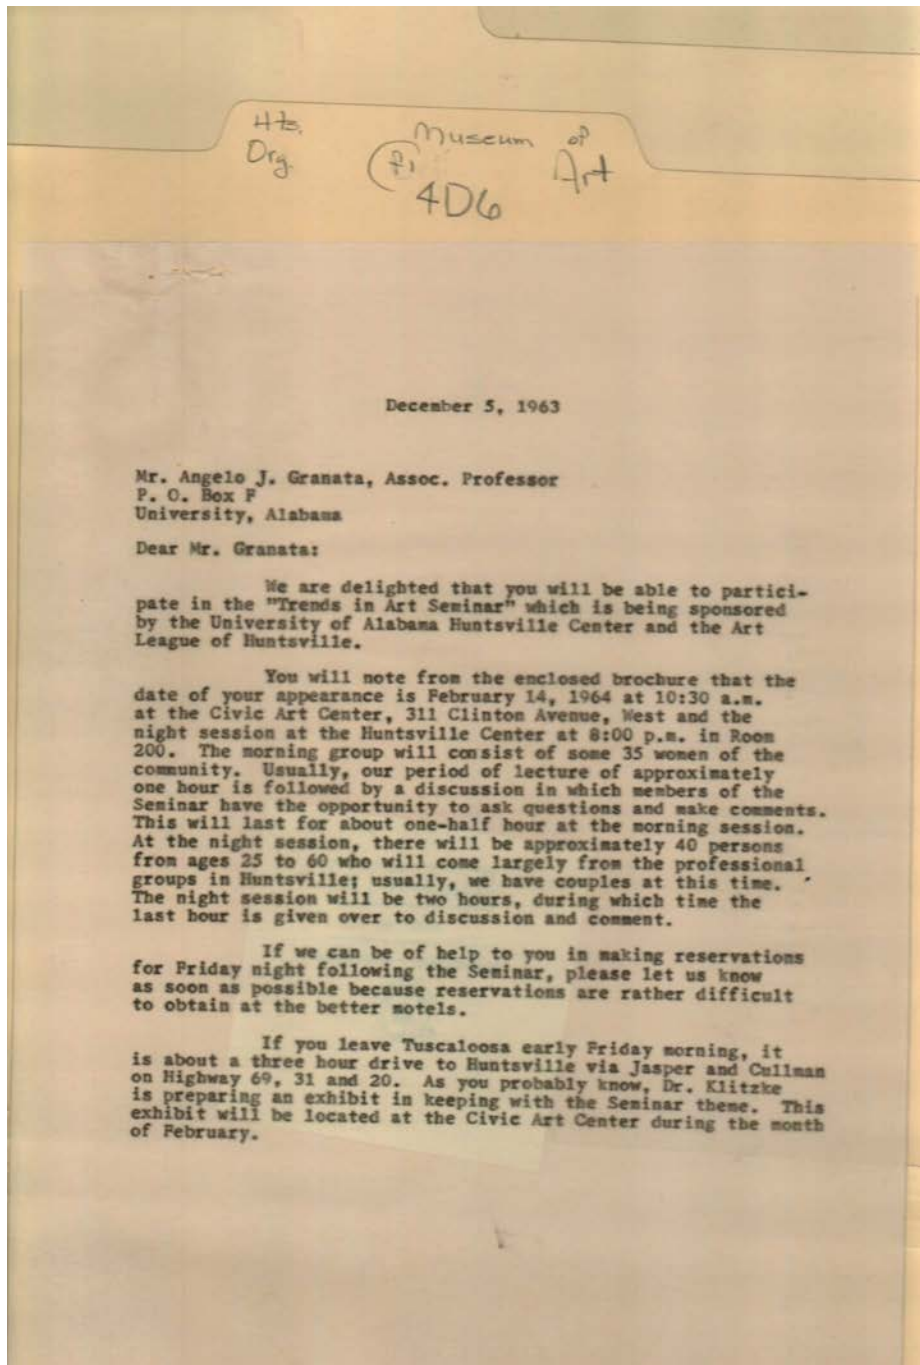 Hts. Museum of
Org. Art
4D6
December 5, 1963
Mr. Angelo J. Granata, Assoc. Professor
P. O. Box F
University, Alabama
Dear Mr. Granata:
We are delighted that you will be able to partici-
pate in the "Trends in Art Seminar" which is being sponsored
by the University of Alabama Huntsville Center and the Art
League of Huntsville.
You will note from the enclosed brochure that the
date of your appearance is February 14, 1964 at 10:30 a.m.
at the Civic Art Center, 311 Clinton Avenue, West and the
night session at the Huntsville Center at 8:00 p.m. in Room
200. The morning group will consist of some 35 women of the
community. Usually, our period of lecture of approximately
one hour is followed by a discussion in which members of the
Seminar have the opportunity to ask questions and make comments.
This will last for about one-half hour at the morning session.
At the night session, there will be approximately 40 persons
from ages 25 to 60 who will come largely from the professional
groups in Huntsville; usually, we have couples at this time.
The night session will be two hours, during which time the
last hour is given over to discussion and comment.
If we can be of help to you in making reservations
for Friday night following the Seminar, please let us know
as soon as possible because reservations are rather difficult
to obtain at the better motels.
If you leave Tuscaloosa early Friday morning, it
is about a three hour drive to Huntsville via Jasper and Cullman
on Highway 69, 31 and 20. As you probably know, Dr. Klitzke
is preparing an exhibit in keeping with the Seminar theme. This
exhibit will be located at the Civic Art Center during the month
of February.